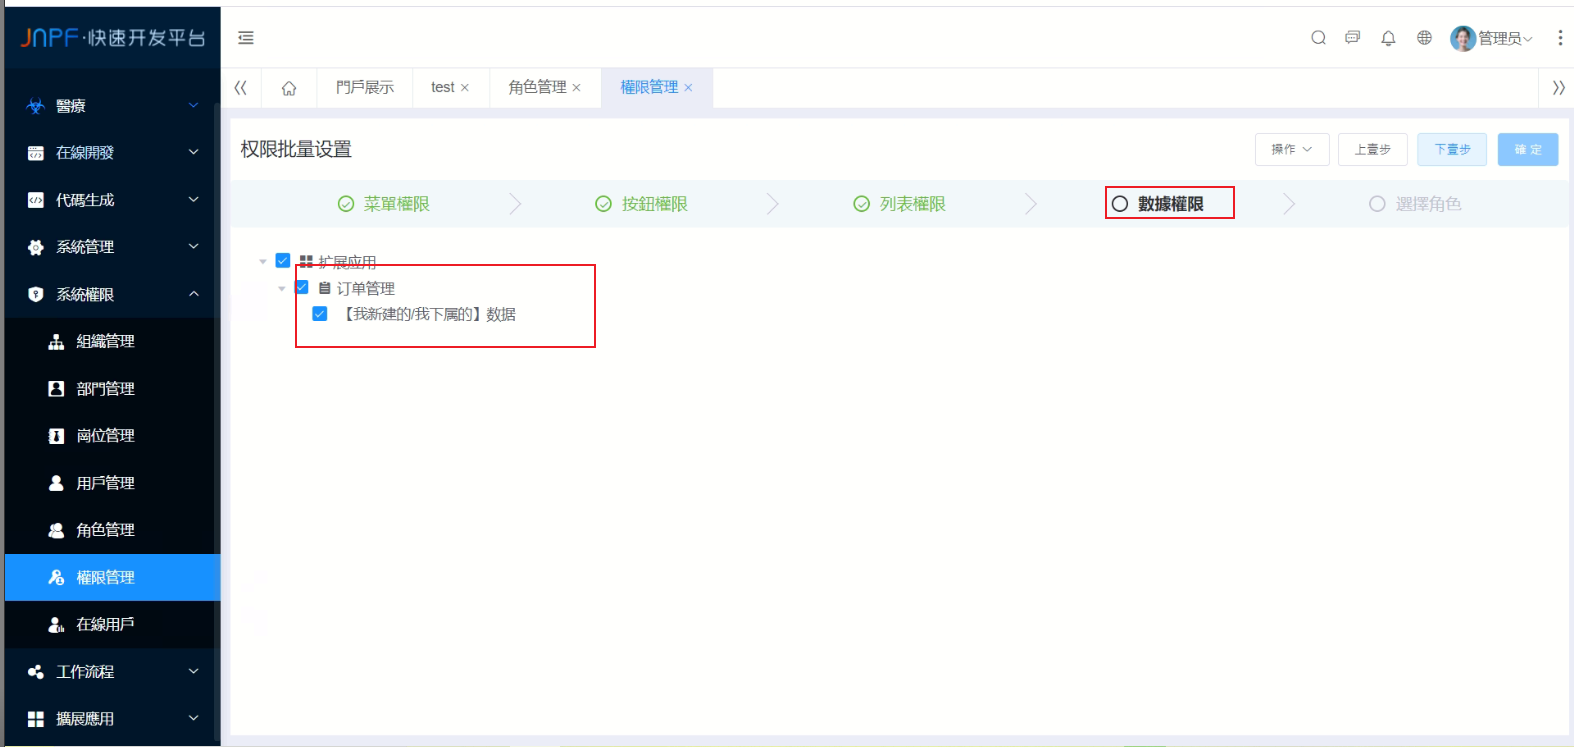 JNPF·快速开发平台
管理员
門戶展示
test
角色管理
權限管理
醫療
在線開發
代碼生成
系統管理
系統權限
組織管理
部門管理
崗位管理
用戶管理
角色管理
權限管理
在線用戶
工作流程
擴展應用
权限批量设置
操作
上壹步
下壹步
確定
菜單權限
按鈕權限
列表權限
數據權限
選擇角色
扩展应用
订单管理
【我新建的/我下属的】数据